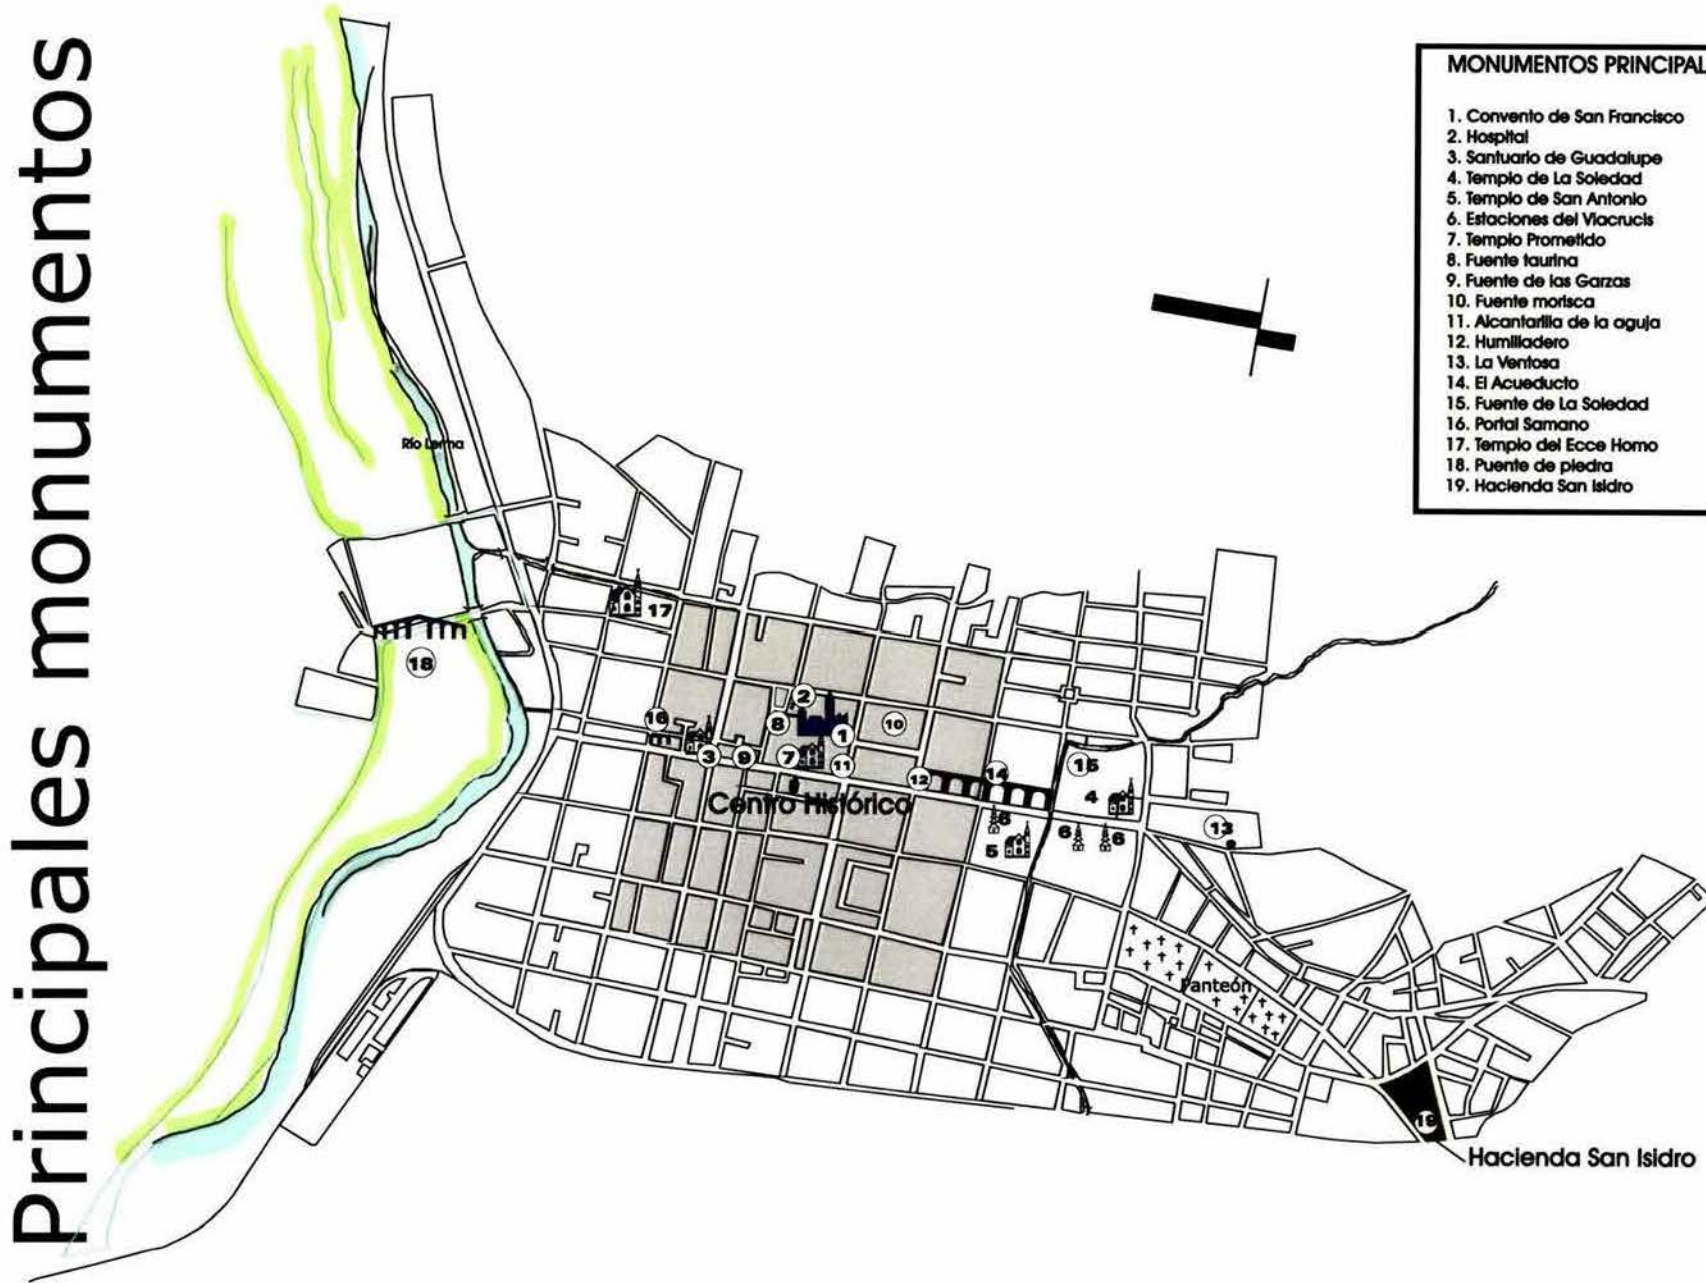 Principales monumentos
MONUMENTOS PRINCIPAL
1. Convento de San Francisco
2. Hospital
3. Santuario de Guadalupe
4. Templo de La Soledad
5. Templo de San Antonio
6. Estaciones del Viacrucis
7. Templo Prometido
8. Fuente taurina
9. Fuente de las Garzas
10. Fuente morisca
11. Alcantarilla de la aguja
12. Humilladero
13. La Ventosa
14. El Acueducto
15. Fuente de La Soledad
16. Portal Samano
17. Templo del Ecce Homo
18. Puente de piedra
19. Hacienda San Isidro
Río Lerma
17
18
2
16
8
10
1
3
9
7
11
12
14
15
4
Centro Histórico
6
6
6
13
5
Panteón
19
Hacienda San Isidro